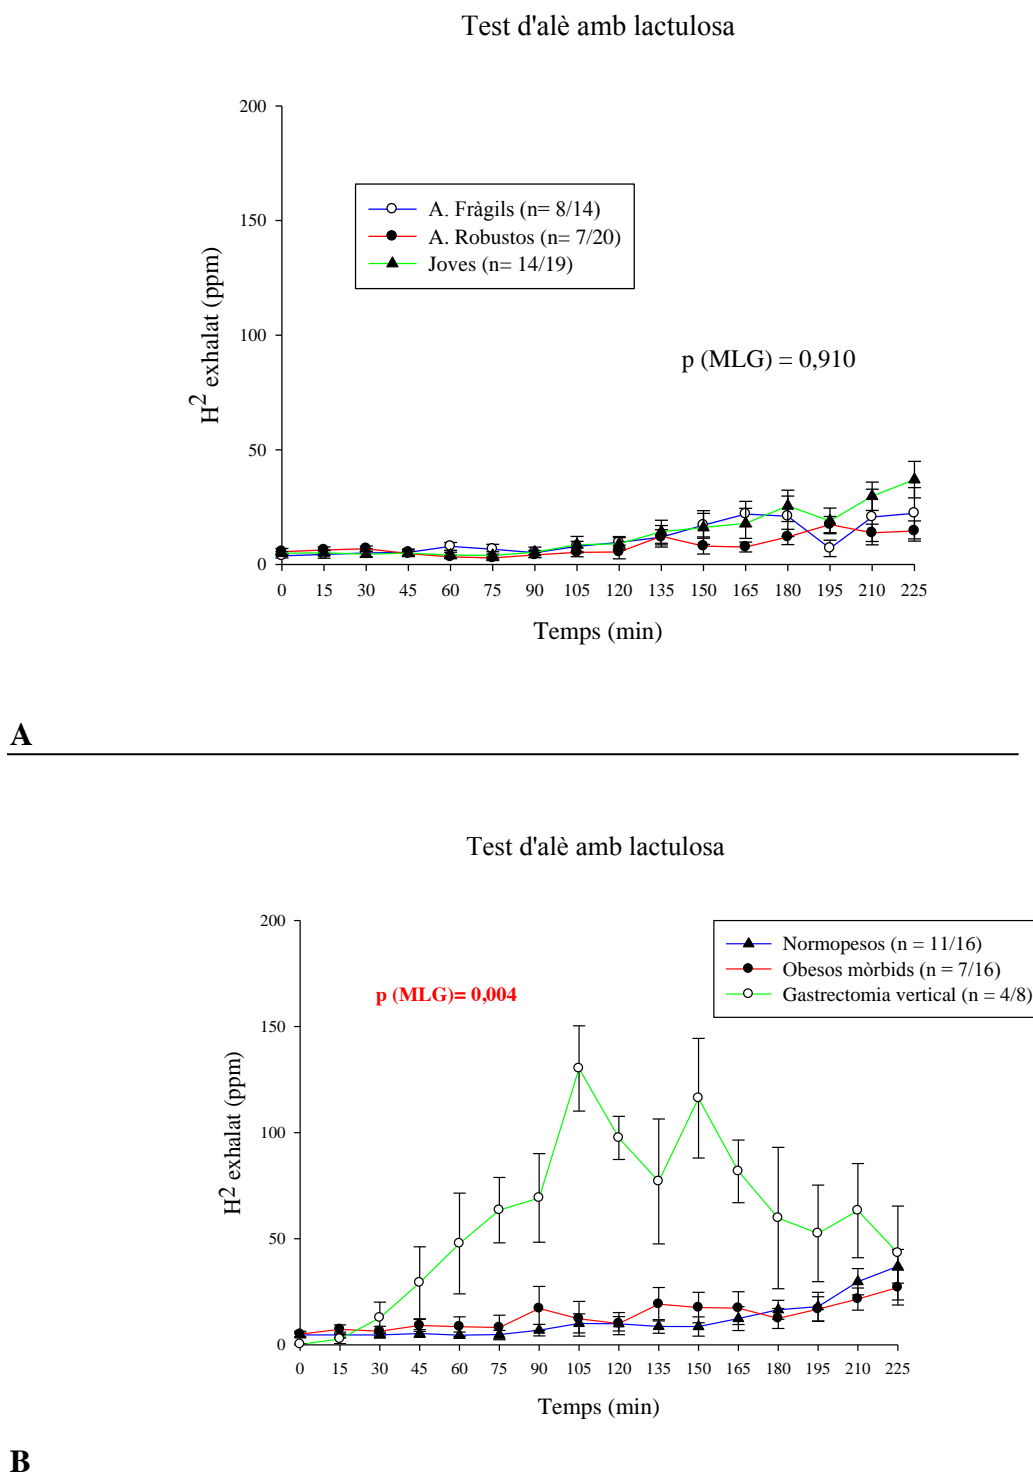 Test d'alè amb lactulosa
200
150
100
50
0
H2 exhalat (ppm)
A. Fràgils (n= 8/14)
A. Robustos (n= 7/20)
Joves (n= 14/19)
p (MLG) = 0,910
0 15 30 45 60 75 90 105 120 135 150 165 180 195 210 225
Temps (min)
A
Test d'alè amb lactulosa
200
150
100
50
0
H2 exhalat (ppm)
Normopesos (n = 11/16)
Obesos mòrbids (n = 7/16)
Gastrectomia vertical (n = 4/8)
p (MLG)= 0,004
0 15 30 45 60 75 90 105 120 135 150 165 180 195 210 225
Temps (min)
B